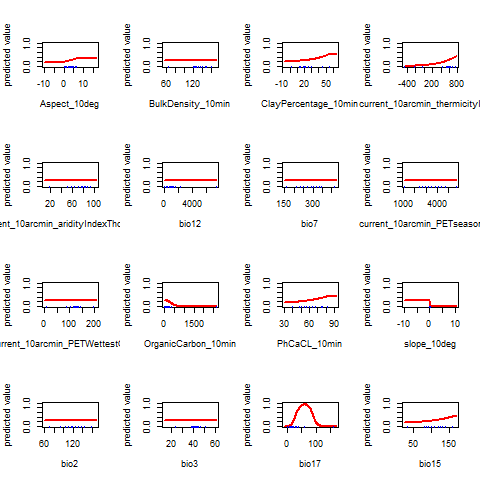 predicted value
0.0 1.0
-10 0 10
Aspect_10deg
predicted value
0.0 1.0
60 120
BulkDensity_10min
predicted value
0.0 1.0
-10 20 50
ClayPercentage_10min
predicted value
0.0 1.0
-400 200 800
current_10arcmin_thermicityI
predicted value
0.0 1.0
20 60 100
ent_10arcmin_aridityIndexTho
predicted value
0.0 1.0
0 4000
bio12
predicted value
0.0 1.0
150 300
bio7
predicted value
0.0 1.0
1000 4000
current_10arcmin_PETseason
predicted value
0.0 1.0
0 100 200
urrent_10arcmin_PETWettest
predicted value
0.0 1.0
0 1500
OrganicCarbon_10min
predicted value
0.0 1.0
30 50 70 90
PhCaCL_10min
predicted value
0.0 1.0
-10 0 10
slope_10deg
predicted value
0.0 1.0
60 120
bio2
predicted value
0.0 1.0
20 40 60
bio3
predicted value
0.0 1.0
0 100
bio17
predicted value
0.0 1.0
50 150
bio15